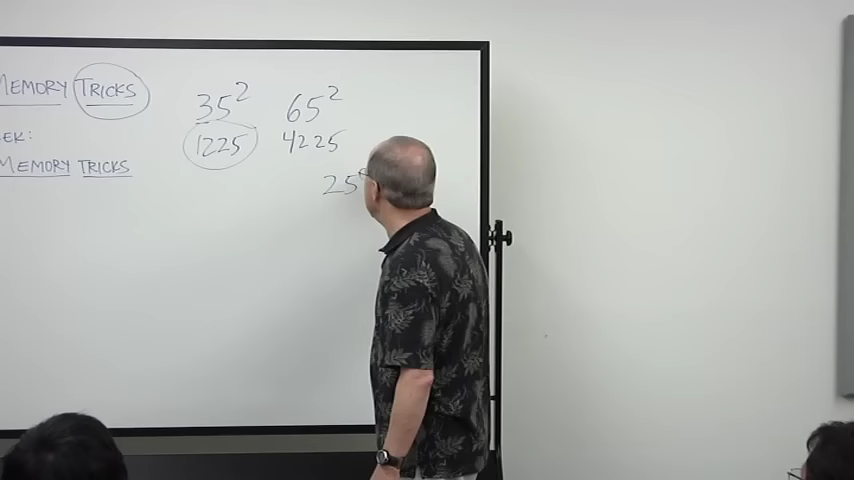 MEMORY TRICKS
EK:
MEMORY TRICKS
35² 65²
1225 4225
25